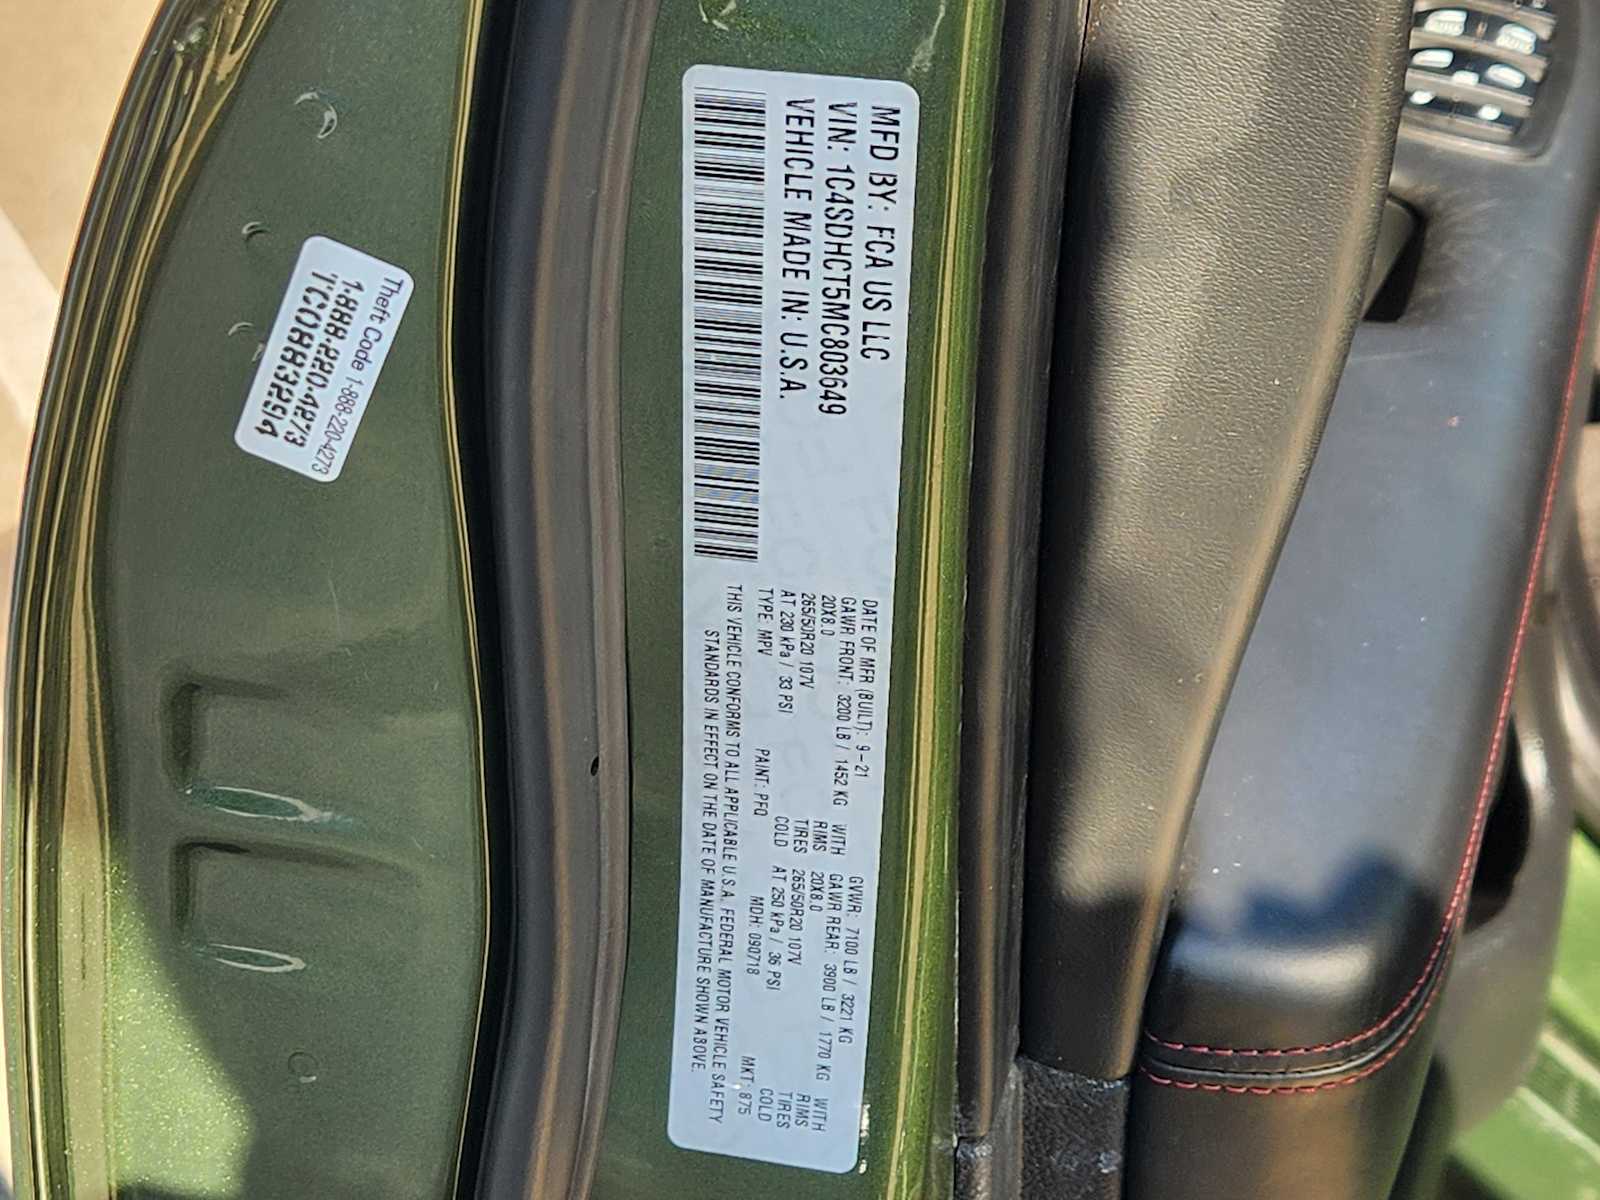 MFD BY: FCA US LLC
VIN: 1C4SDHCT5MC803649
VEHICLE MADE IN: U.S.A.
DATE OF MFR (BUILT): 9-21 GVWR: 7100 LB / 3221 KG
GAWR FRONT: 3200 LB / 1452 KG WITH GAWR REAR: 3900 LB / 1770 KG WITH
20X8.0 RIMS 20X8.0 RIMS
265/50R20 107V TIRES 265/50R20 107V TIRES
AT 230 kPa / 33 PSI COLD AT 250 kPa / 36 PSI COLD
TYPE: MPV PAINT: PFQ MDH: 090718 MKT: 875
THIS VEHICLE CONFORMS TO ALL APPLICABLE U.S.A. FEDERAL MOTOR VEHICLE SAFETY
STANDARDS IN EFFECT ON THE DATE OF MANUFACTURE SHOWN ABOVE.
Theft Code 1-888-220-4273
1-888-220-4273